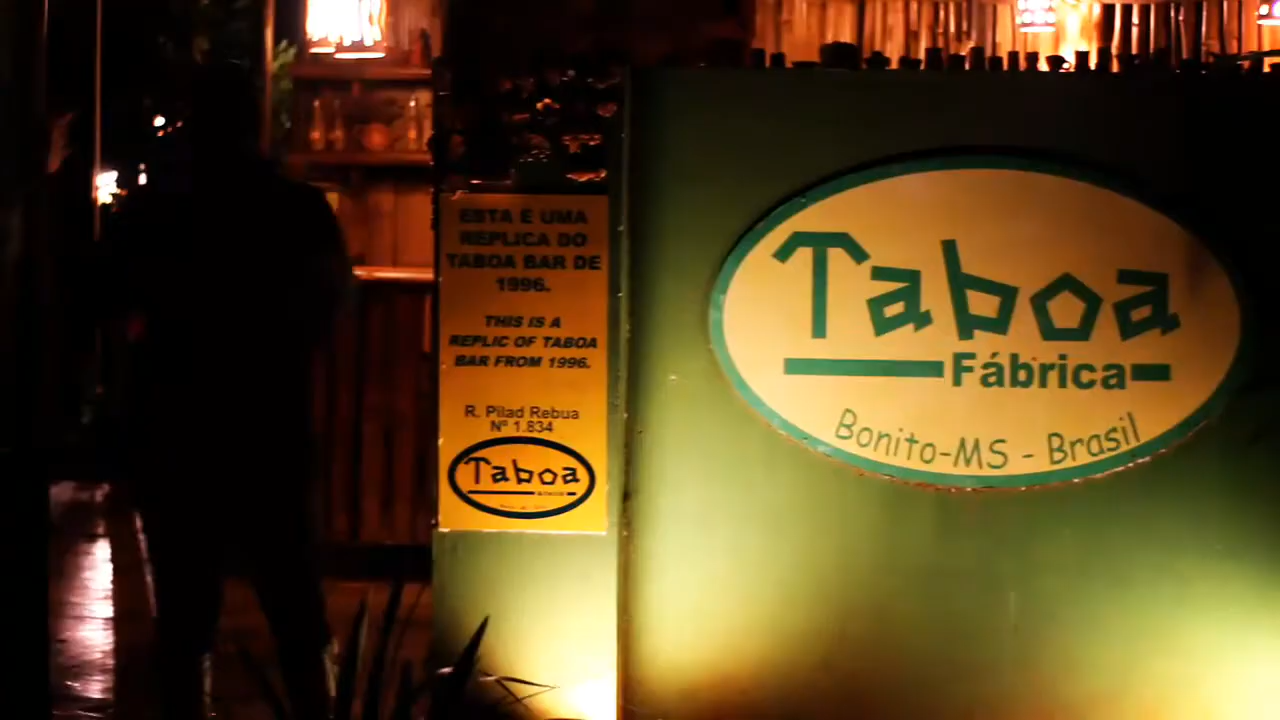 ESTA E UMA
REPLICA DO
TABOA BAR DE
1996.
THIS IS A
REPLIC OF TABOA
BAR FROM 1996.
R. Pilad Rebua
Nº 1.834
Taboa
Taboa
Fábrica
Bonito-MS - Brasil